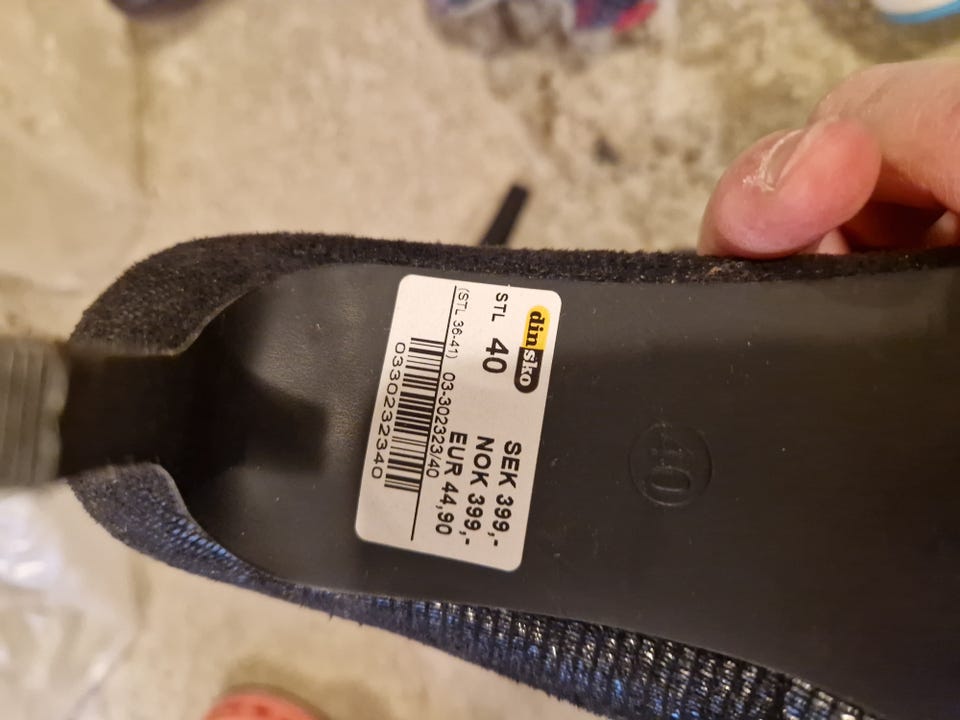 dinsko
STL 40
SEK 399,-
NOK 399,-
EUR 44,90
(STL 36-41) 03-302323/40
0330232340
40